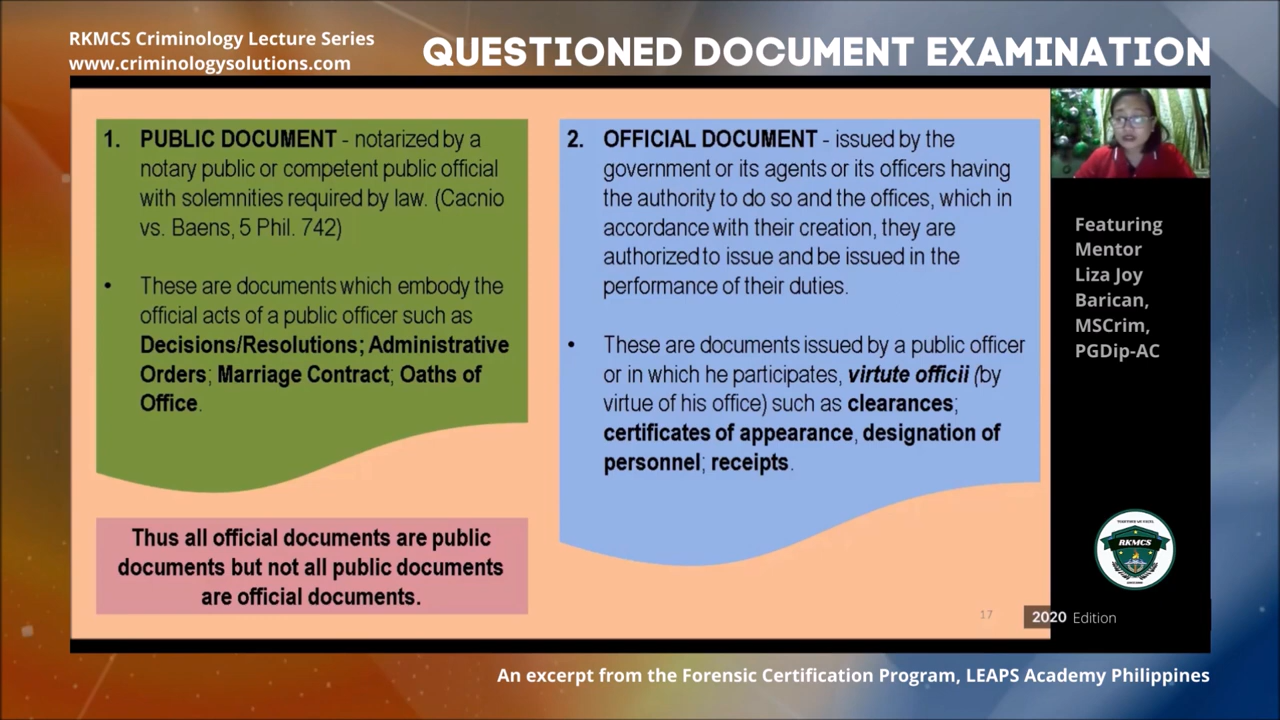 RKMCS Criminology Lecture Series
www.criminologysolutions.com
QUESTIONED DOCUMENT EXAMINATION
1. PUBLIC DOCUMENT - notarized by a
notary public or competent public official
with solemnities required by law. (Cacnio
vs. Baens, 5 Phil. 742)
• These are documents which embody the
official acts of a public officer such as
Decisions/Resolutions; Administrative
Orders; Marriage Contract; Oaths of
Office.
Thus all official documents are public
documents but not all public documents
are official documents.
2. OFFICIAL DOCUMENT - issued by the
government or its agents or its officers having
the authority to do so and the offices, which in
accordance with their creation, they are
authorized to issue and be issued in the
performance of their duties.
• These are documents issued by a public officer
or in which he participates, virtute officii (by
virtue of his office) such as clearances;
certificates of appearance, designation of
personnel; receipts.
17
Featuring
Mentor
Liza Joy
Barican,
MSCrim,
PGDip-AC
RKMCS
2020 Edition
An excerpt from the Forensic Certification Program, LEAPS Academy Philippines